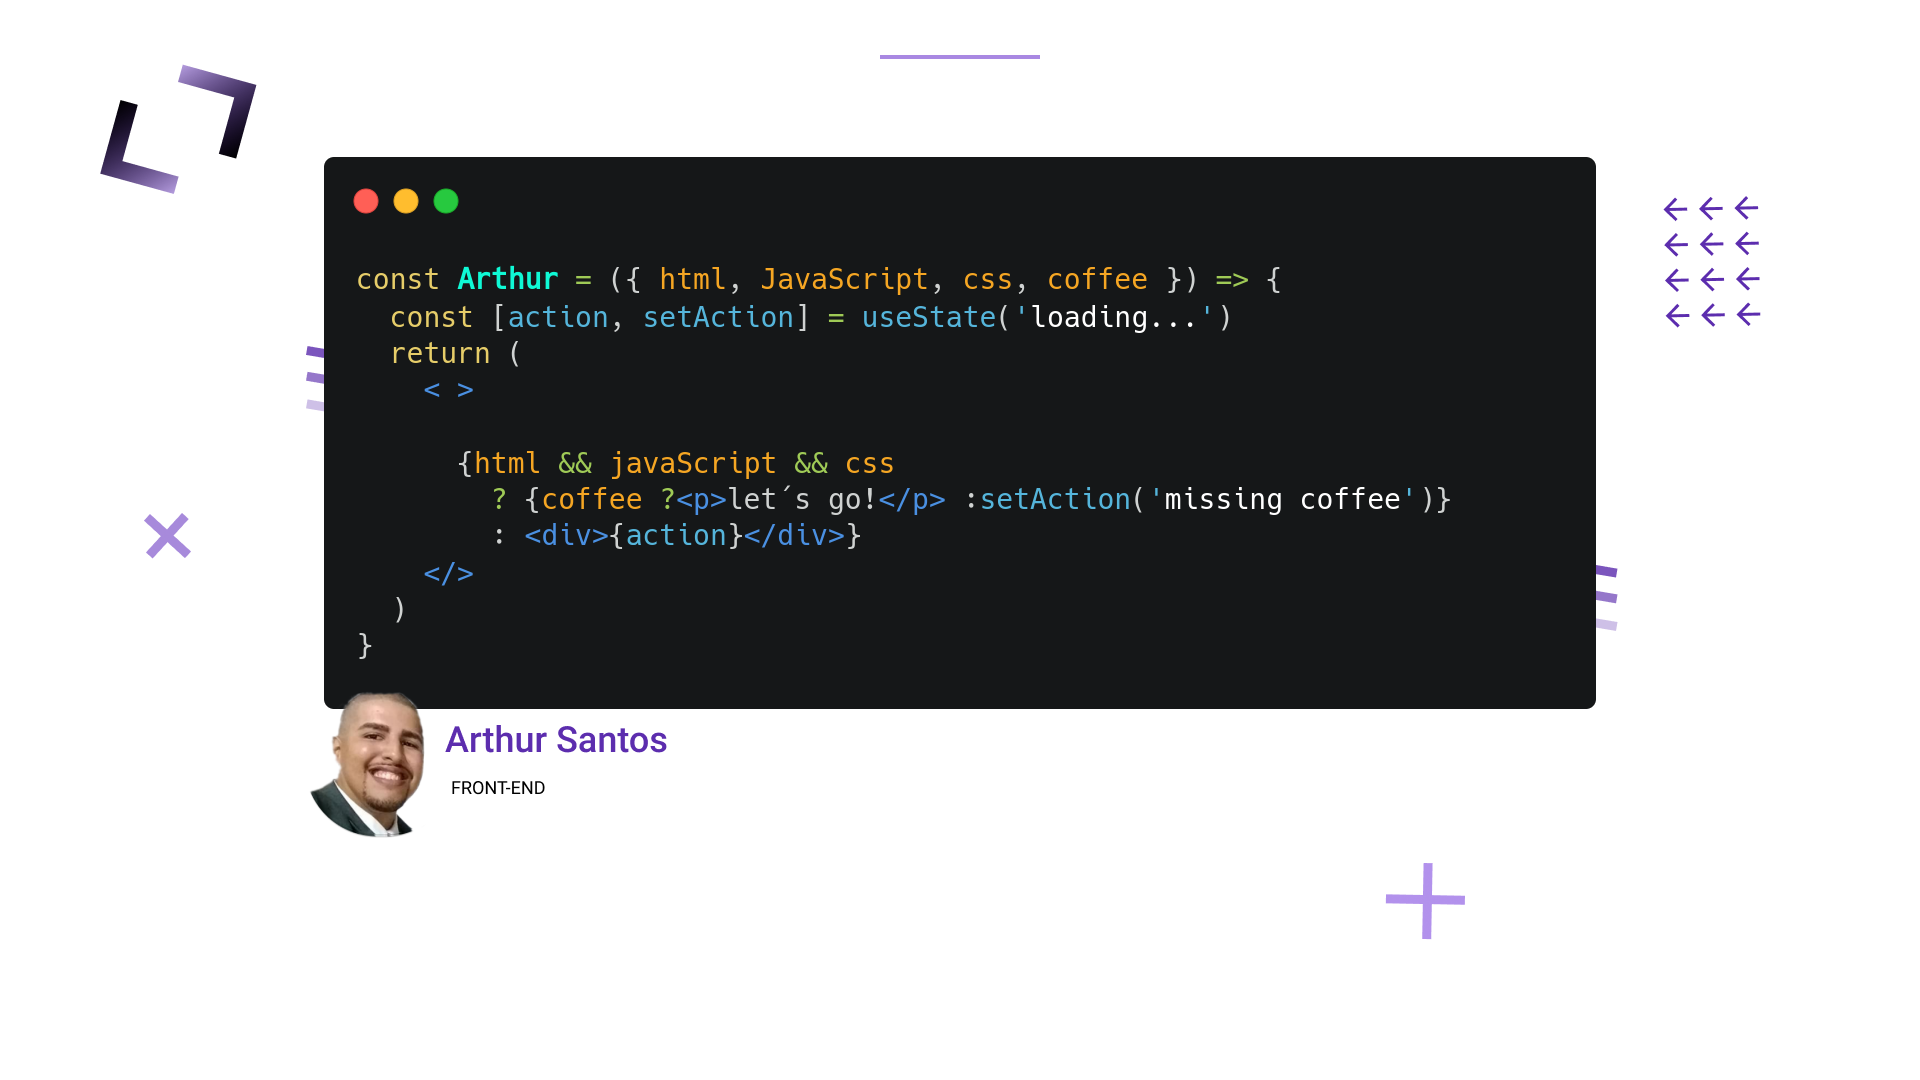 const Arthur = ({ html, JavaScript, css, coffee }) => {
  const [action, setAction] = useState('loading...')
  return (
    < >
      {html && javaScript && css
        ? {coffee ?<p>let´s go!</p> :setAction('missing coffee')}
        : <div>{action}</div>}
    </>
  )
}
Arthur Santos
FRONT-END